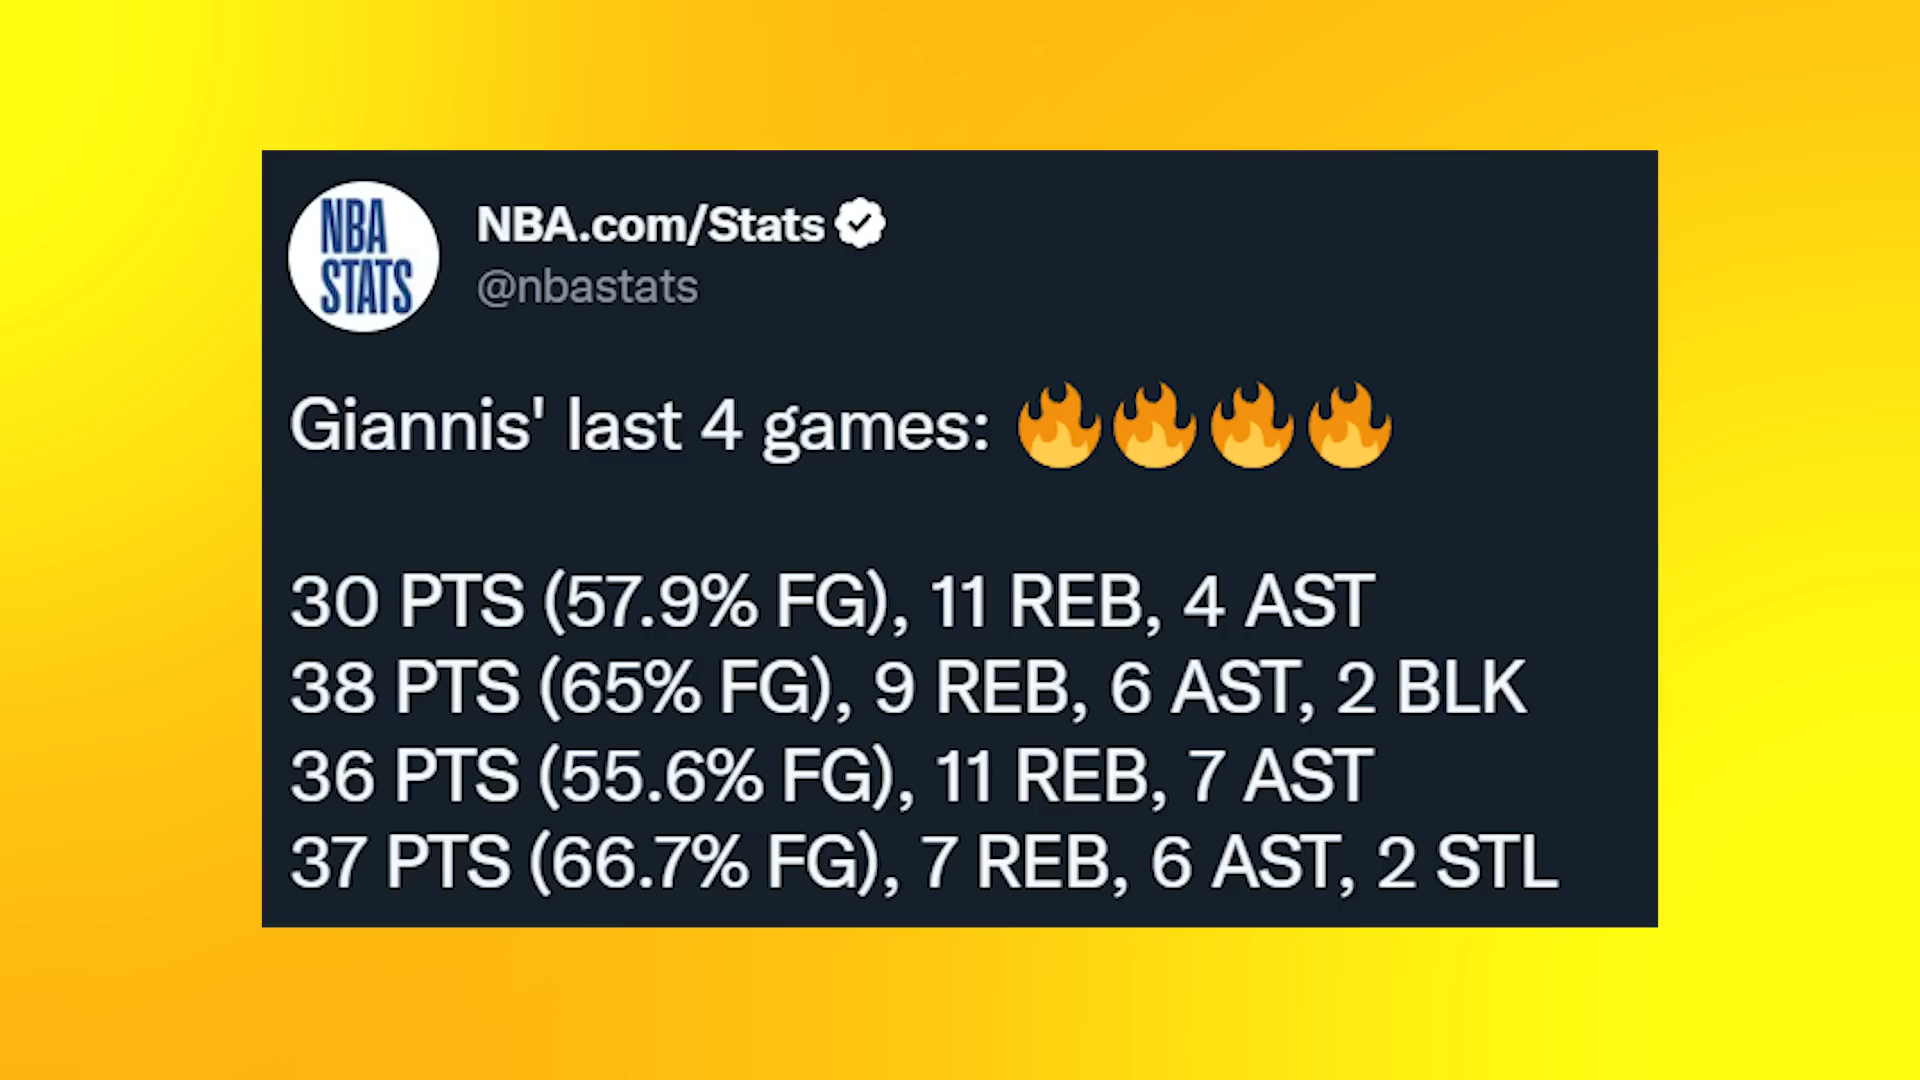 NBA
STATS
NBA.com/Stats
@nbastats
Giannis' last 4 games: 🔥🔥🔥🔥
30 PTS (57.9% FG), 11 REB, 4 AST
38 PTS (65% FG), 9 REB, 6 AST, 2 BLK
36 PTS (55.6% FG), 11 REB, 7 AST
37 PTS (66.7% FG), 7 REB, 6 AST, 2 STL